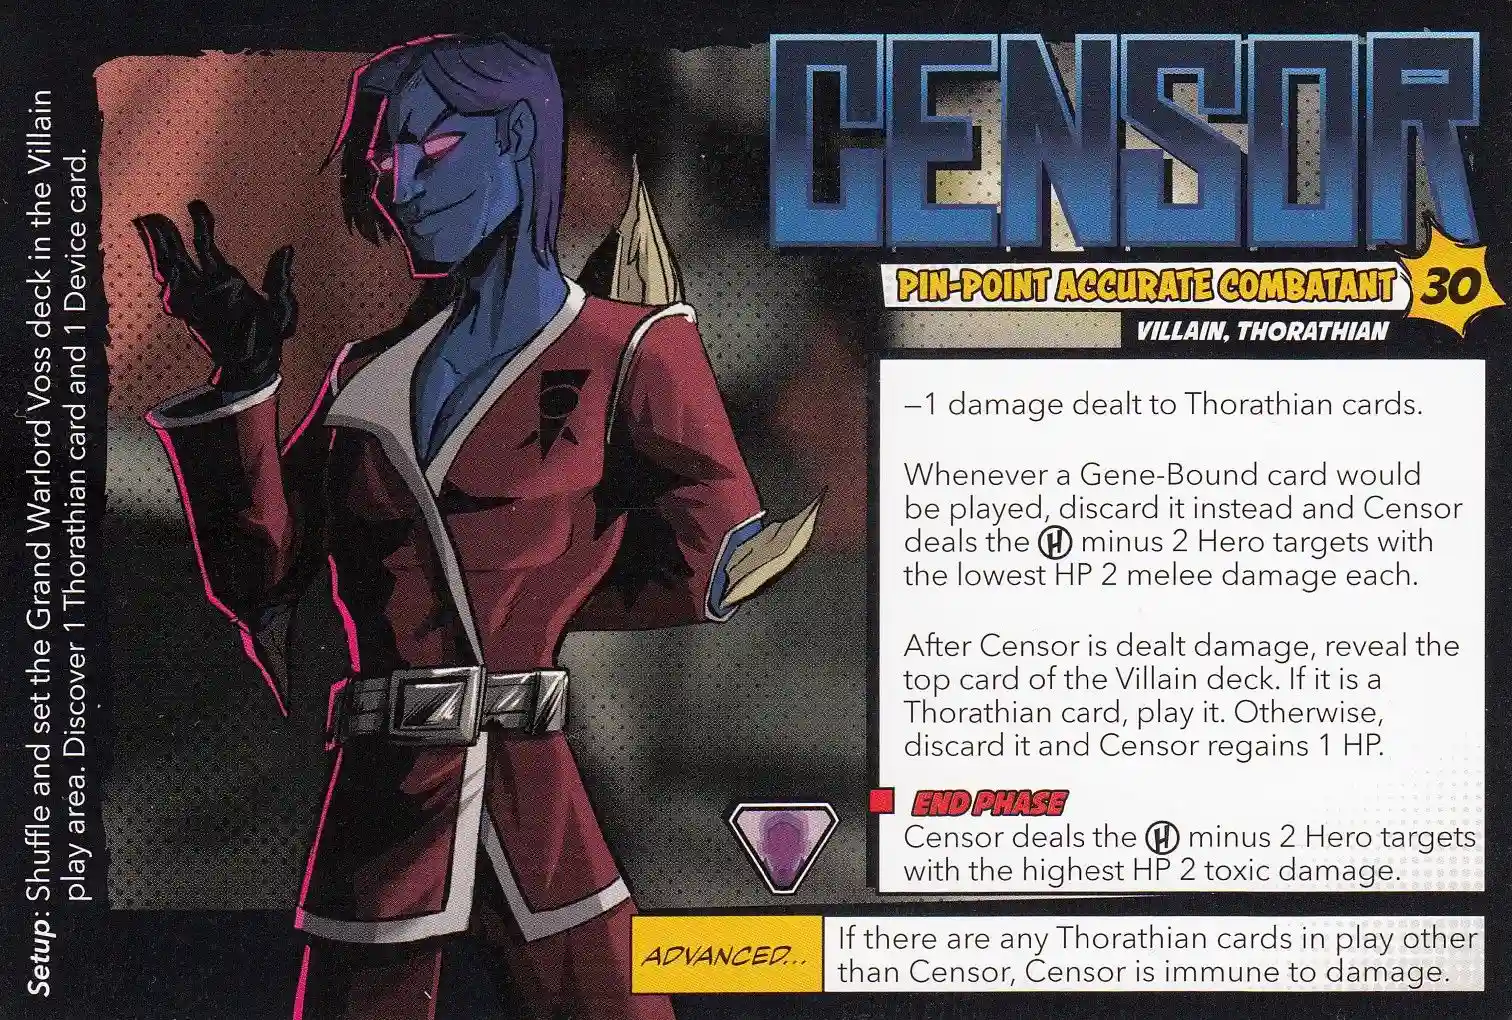 Setup: Shuffle and set the Grand Warlord Voss deck in the Villain
play area. Discover 1 Thorathian card and 1 Device card.
CENSOR
PIN-POINT ACCURATE COMBATANT
30
VILLAIN, THORATHIAN
–1 damage dealt to Thorathian cards.
Whenever a Gene-Bound card would
be played, discard it instead and Censor
deals the Ⓗ minus 2 Hero targets with
the lowest HP 2 melee damage each.
After Censor is dealt damage, reveal the
top card of the Villain deck. If it is a
Thorathian card, play it. Otherwise,
discard it and Censor regains 1 HP.
END PHASE
Censor deals the Ⓗ minus 2 Hero targets
with the highest HP 2 toxic damage.
ADVANCED...
If there are any Thorathian cards in play other
than Censor, Censor is immune to damage.